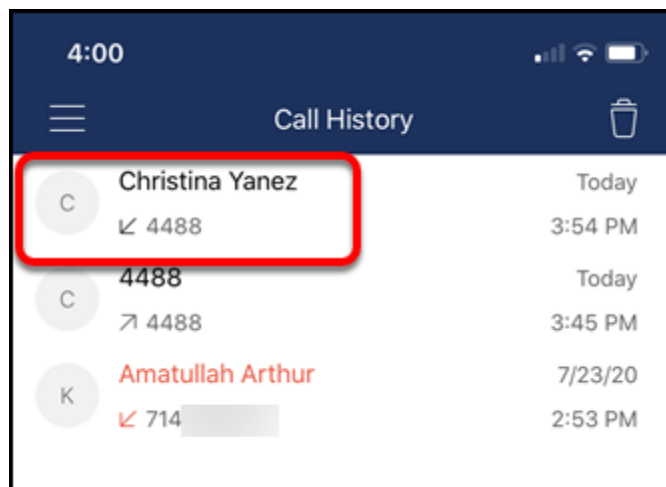 4:00
Call History
C
Christina Yanez
Today
4488
3:54 PM
C
4488
Today
4488
3:45 PM
K
Amatullah Arthur
7/23/20
714
2:53 PM